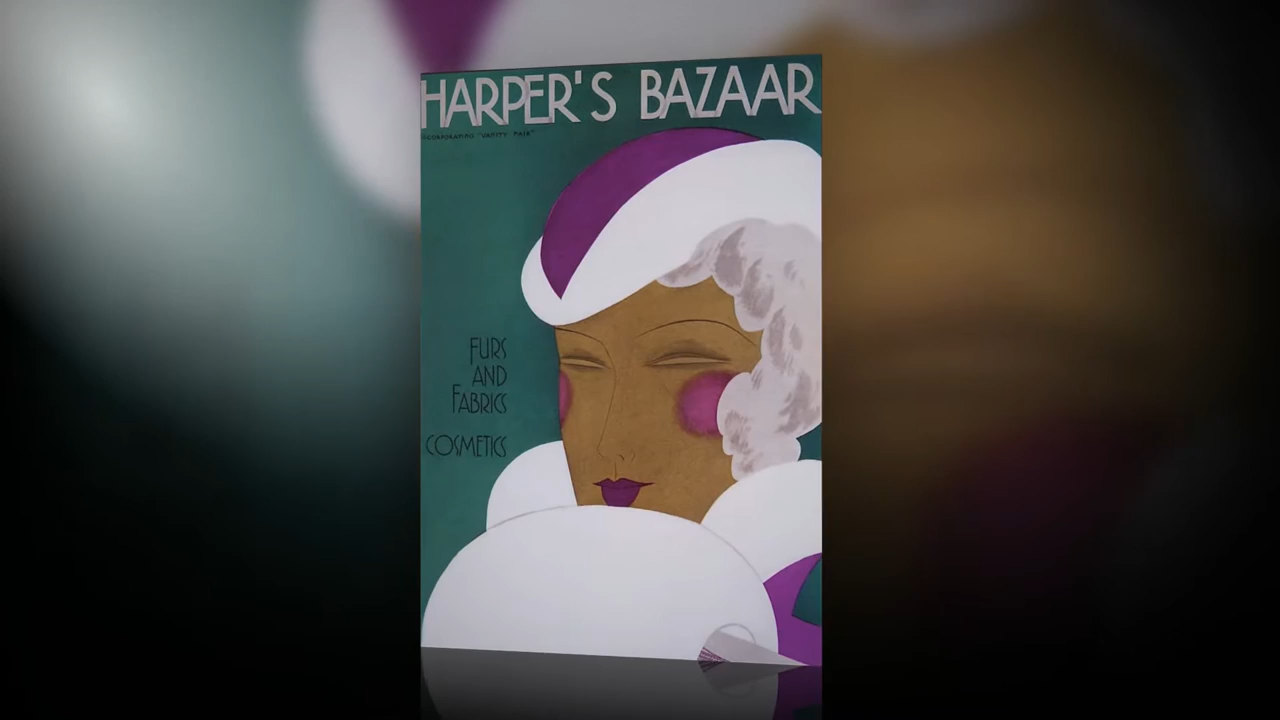 HARPER'S BAZAAR
INCORPORATING "VANITY FAIR"
FURS
AND
FABRICS
COSMETICS